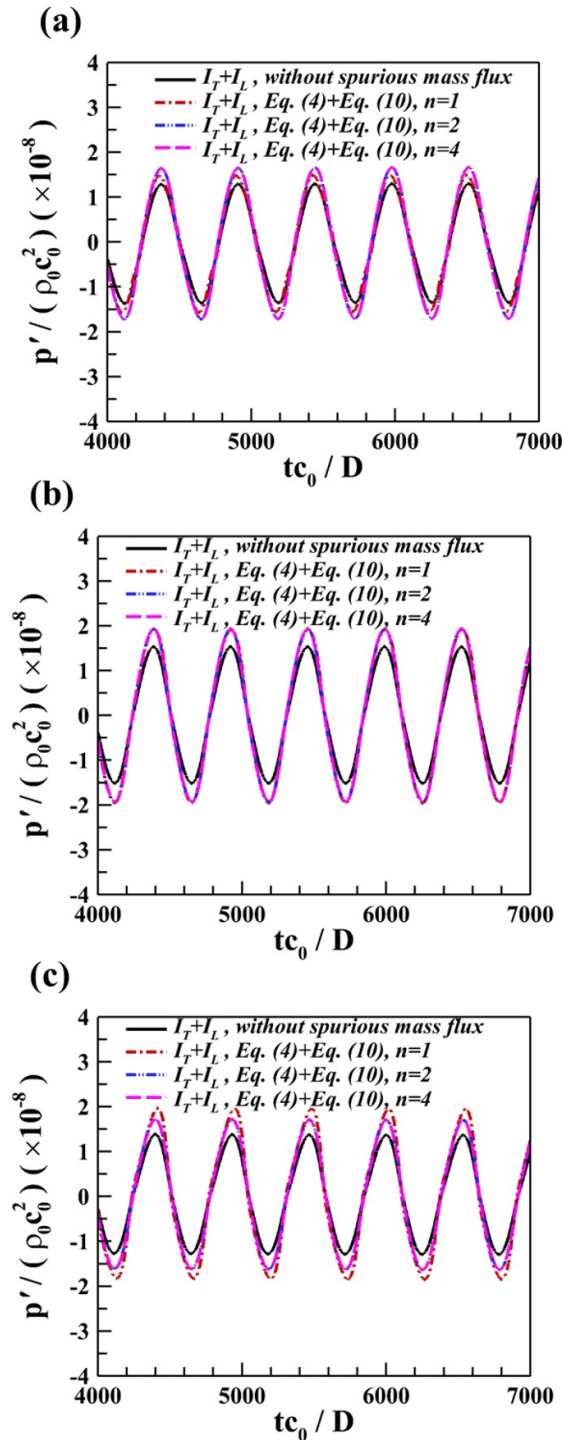 (a)
I_T+I_L , without spurious mass flux
I_T+I_L , Eq. (4)+Eq. (10), n=1
I_T+I_L , Eq. (4)+Eq. (10), n=2
I_T+I_L , Eq. (4)+Eq. (10), n=4
4
3
2
1
0
-1
-2
-3
-4
p′/(ρ₀c₀²)(×10⁻⁸)
4000 5000 6000 7000
tc₀ / D
(b)
I_T+I_L , without spurious mass flux
I_T+I_L , Eq. (4)+Eq. (10), n=1
I_T+I_L , Eq. (4)+Eq. (10), n=2
I_T+I_L , Eq. (4)+Eq. (10), n=4
4
3
2
1
0
-1
-2
-3
-4
p′/(ρ₀c₀²)(×10⁻⁸)
4000 5000 6000 7000
tc₀ / D
(c)
I_T+I_L , without spurious mass flux
I_T+I_L , Eq. (4)+Eq. (10), n=1
I_T+I_L , Eq. (4)+Eq. (10), n=2
I_T+I_L , Eq. (4)+Eq. (10), n=4
4
3
2
1
0
-1
-2
-3
-4
p′/(ρ₀c₀²)(×10⁻⁸)
4000 5000 6000 7000
tc₀ / D